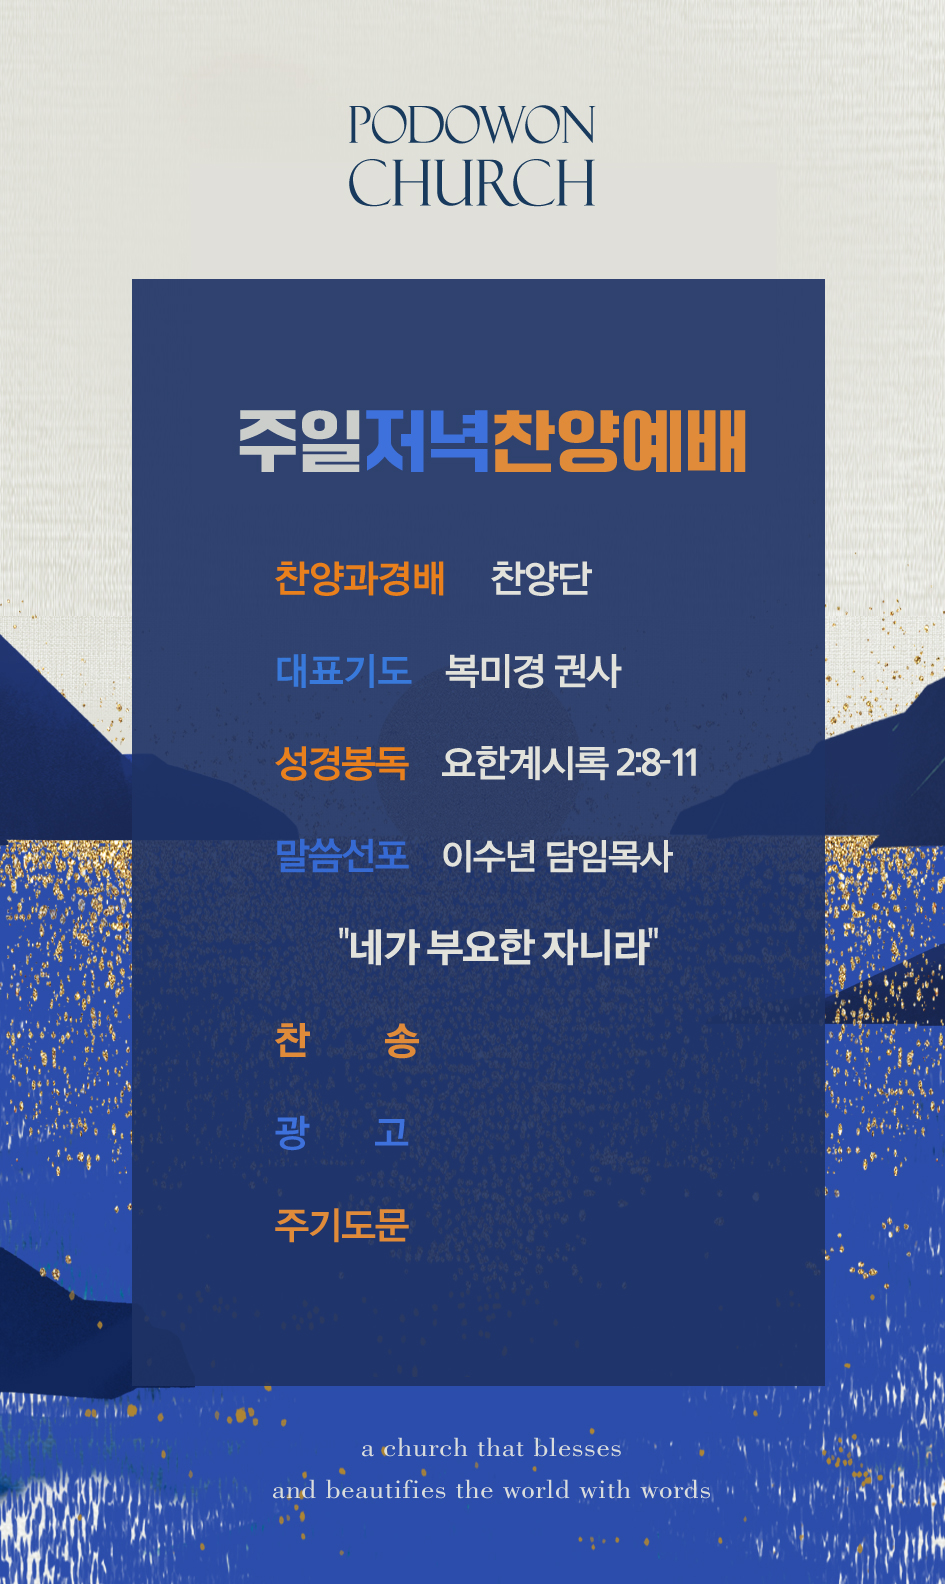 PODOWON
CHURCH
주일저녁찬양예배
찬양과경배 찬양단
대표기도 복미경 권사
성경봉독 요한계시록 2:8-11
말씀선포 이수년 담임목사
"네가 부요한 자니라"
찬 송
광 고
주기도문
a church that blesses
and beautifies the world with words